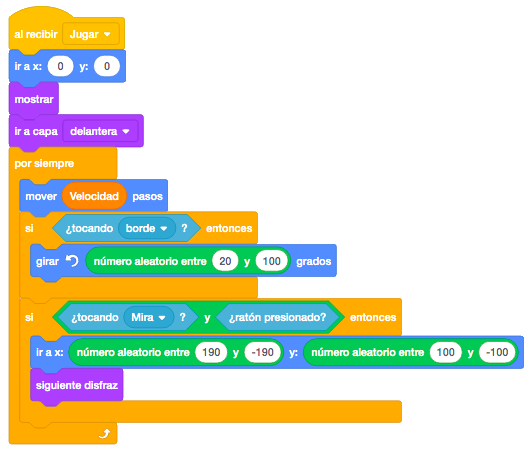 al recibir Jugar
ir a x: 0 y: 0
mostrar
ir a capa delantera
por siempre
mover Velocidad pasos
si ¿tocando borde ? entonces
girar número aleatorio entre 20 y 100 grados
si ¿tocando Mira ? y ¿ratón presionado? entonces
ir a x: número aleatorio entre 190 y -190 y: número aleatorio entre 100 y -100
siguiente disfraz